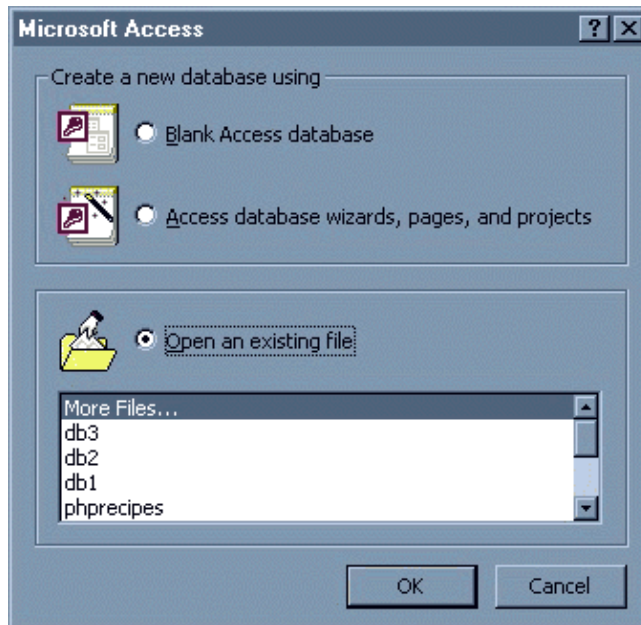 Microsoft Access
Create a new database using
Blank Access database
Access database wizards, pages, and projects
Open an existing file
More Files...
db3
db2
db1
phprecipes
OK Cancel